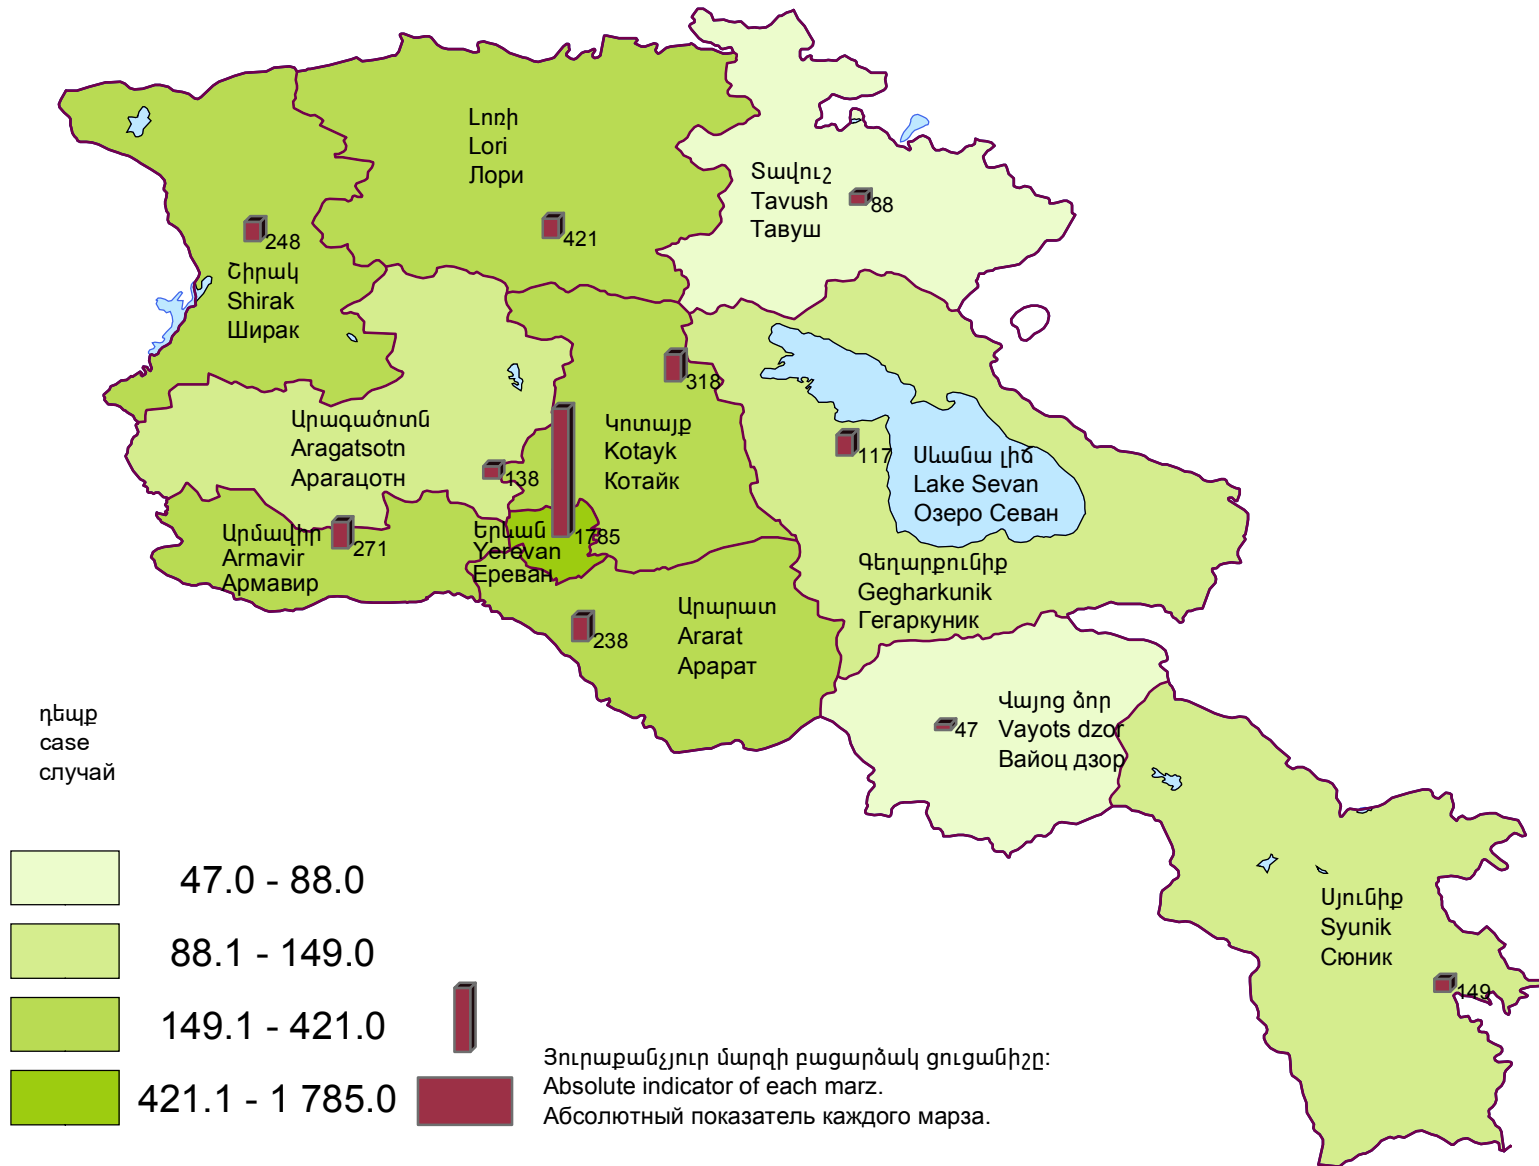 Լոռի
Lori
Лори
421
Տավուշ
Tavush
Тавуш
88
248
Շիրակ
Shirak
Ширак
318
Կոտայք
Kotayk
Котайк
Արագածոտն
Aragatsotn
Арагацотн
138
117
Սևանա լիճ
Lake Sevan
Озеро Севан
Արմավիր
Armavir
Армавир
271
Երևան
Yerevan
Ереван
1785
Գեղարքունիք
Gegharkunik
Гегаркуник
238
Արարատ
Ararat
Арарат
47
Վայոց ձոր
Vayots dzor
Вайоц дзор
Սյունիք
Syunik
Сюник
149
դեպք
case
случай
47.0 - 88.0
88.1 - 149.0
149.1 - 421.0
421.1 - 1 785.0
Յուրաքանչյուր մարզի բացարձակ ցուցանիշը:
Absolute indicator of each marz.
Абсолютный показатель каждого марза.